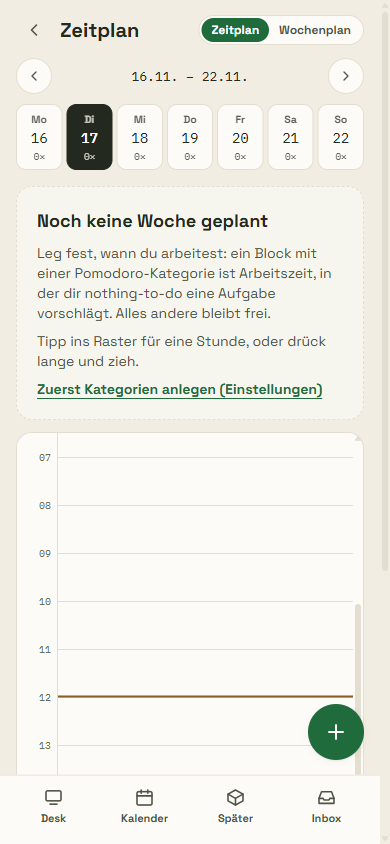 Zeitplan
Zeitplan Wochenplan
16.11. – 22.11.
Mo Di Mi Do Fr Sa So
16 17 18 19 20 21 22
0× 0× 0× 0× 0× 0× 0×
Noch keine Woche geplant
Leg fest, wann du arbeitest: ein Block mit
einer Pomodoro-Kategorie ist Arbeitszeit, in
der dir nothing-to-do eine Aufgabe
vorschlägt. Alles andere bleibt frei.
Tipp ins Raster für eine Stunde, oder drück
lange und zieh.
Zuerst Kategorien anlegen (Einstellungen)
07
08
09
10
11
12
13
Desk Kalender Später Inbox